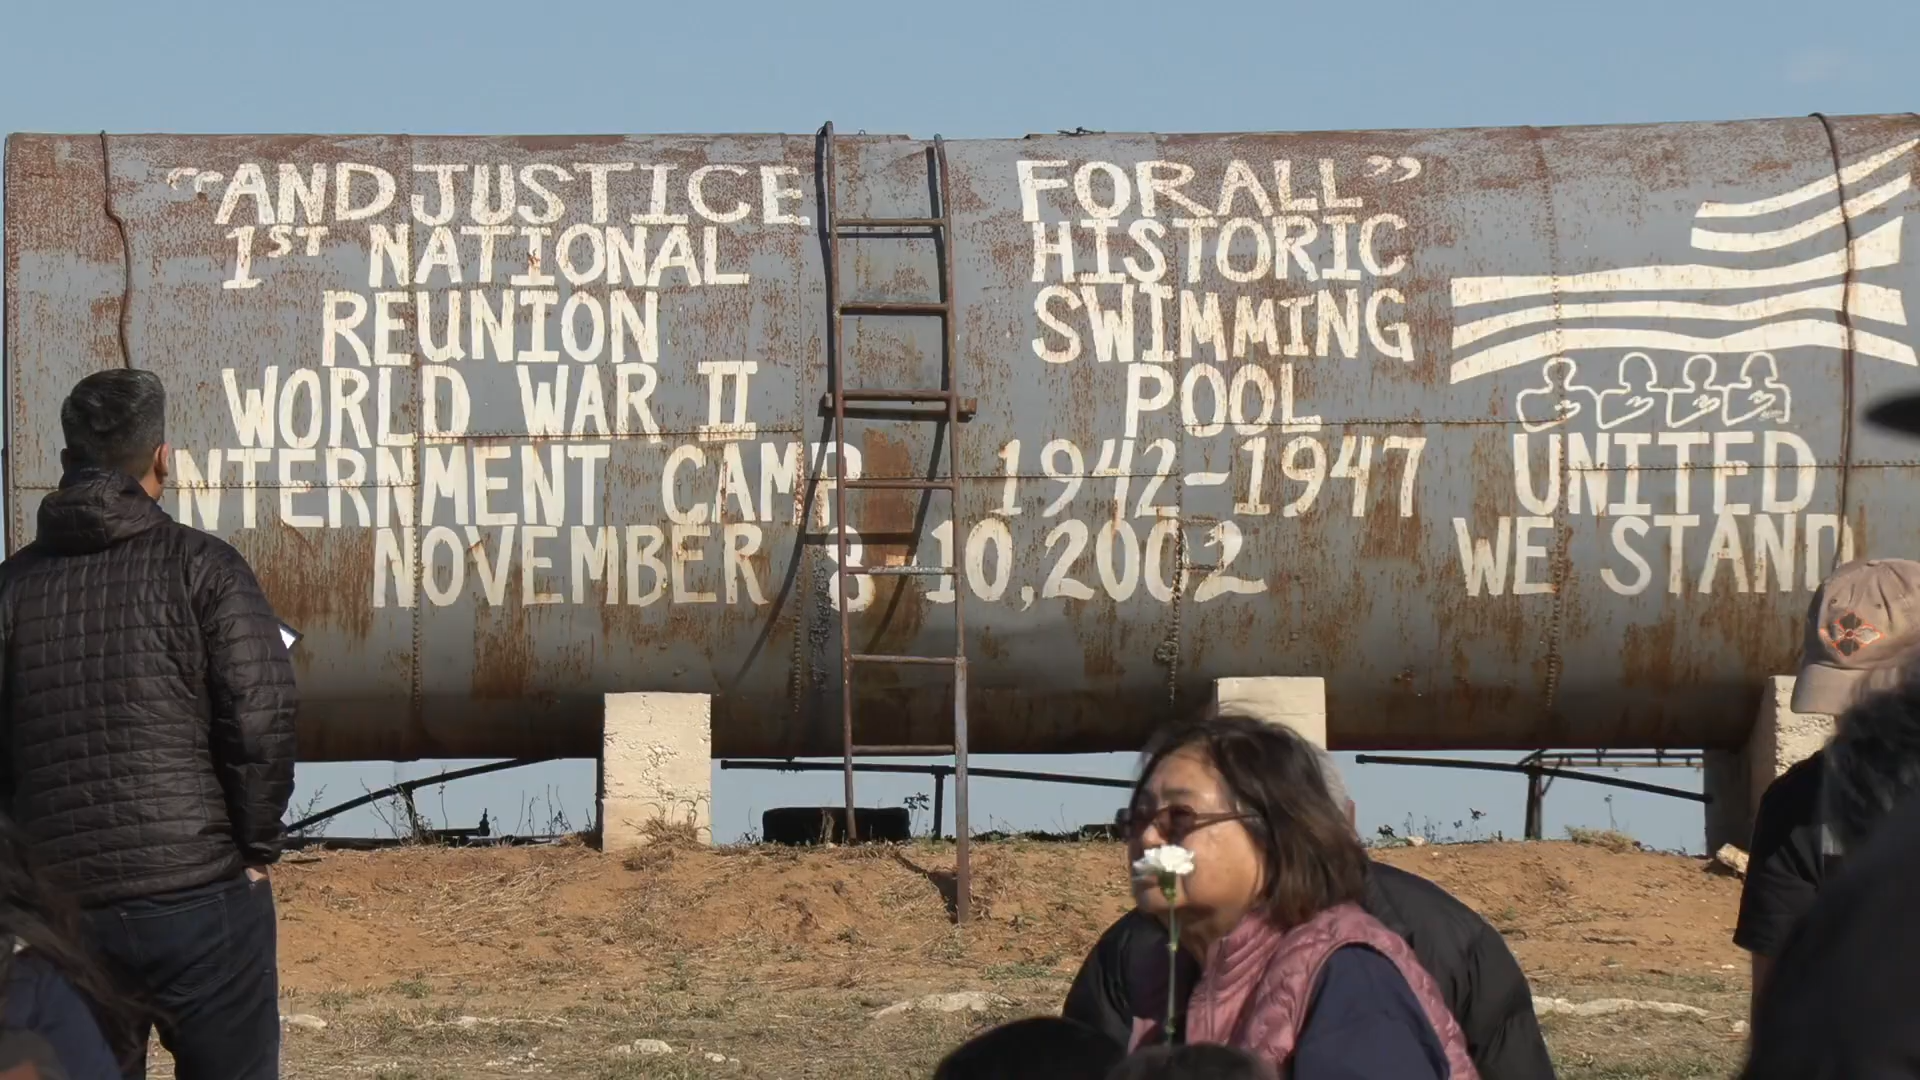 “AND JUSTICE FOR ALL”
1ST NATIONAL
REUNION
WORLD WAR II
INTERNMENT CAMP
NOVEMBER 8-10, 2002
HISTORIC
SWIMMING
POOL
1942-1947
UNITED
WE STAND